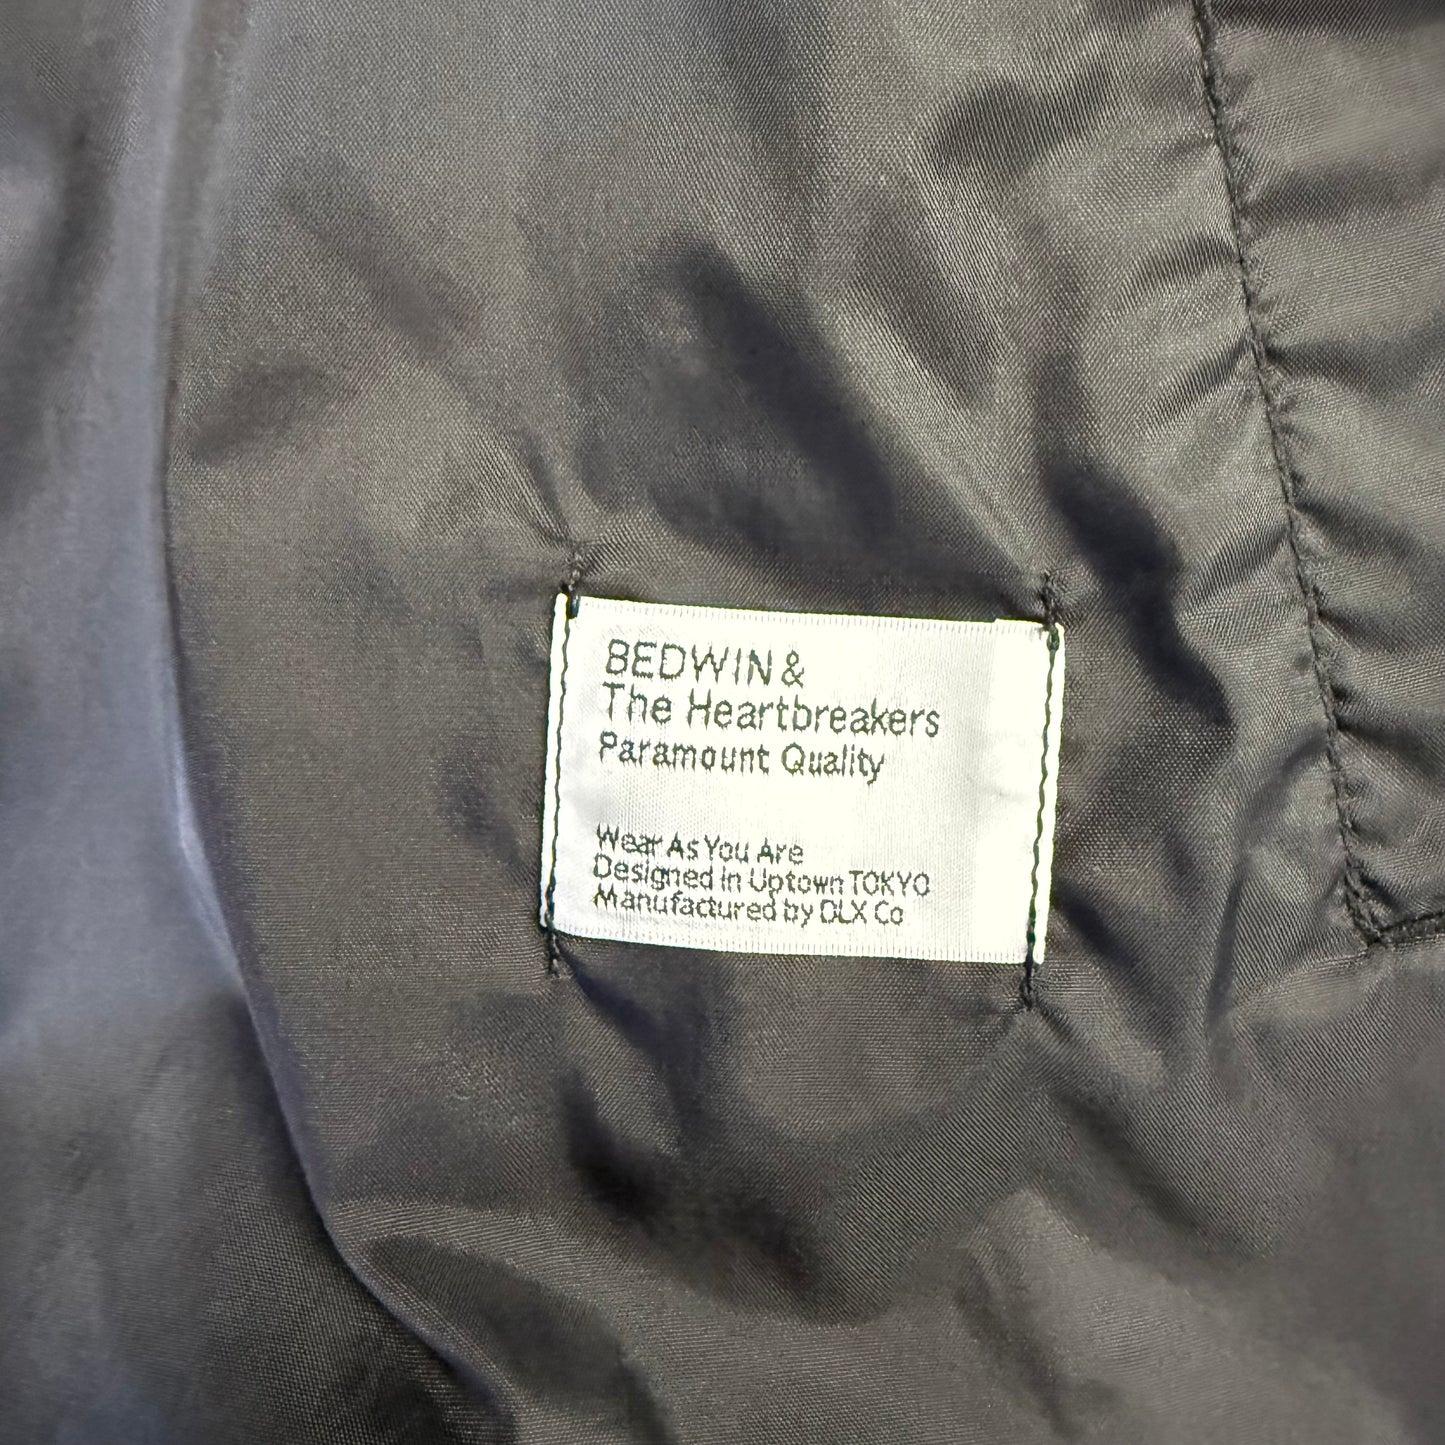 BEDWIN &
The Heartbreakers
Paramount Quality
Wear As You Are
Designed in Uptown TOKYO
Manufactured by DLX Co